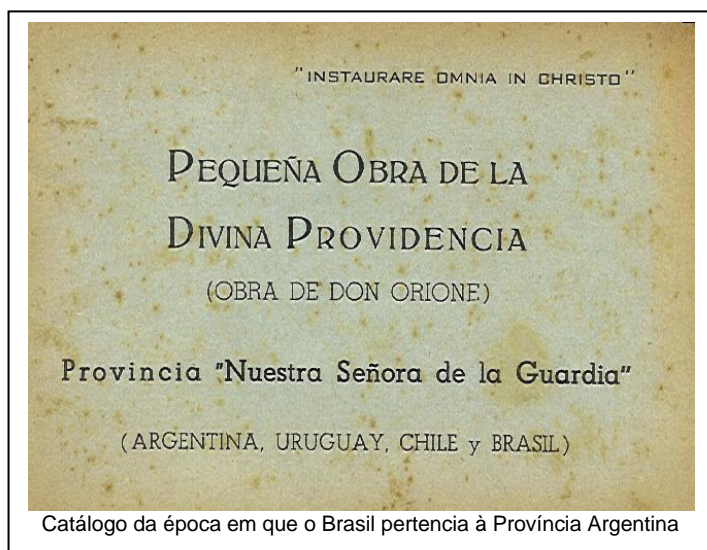 "INSTAURARE OMNIA IN CHRISTO"
PEQUEÑA OBRA DE LA
DIVINA PROVIDENCIA
(OBRA DE DON ORIONE)
Provincia "Nuestra Señora de la Guardia"
(ARGENTINA, URUGUAY, CHILE y BRASIL)
Catálogo da época em que o Brasil pertencia à Província Argentina